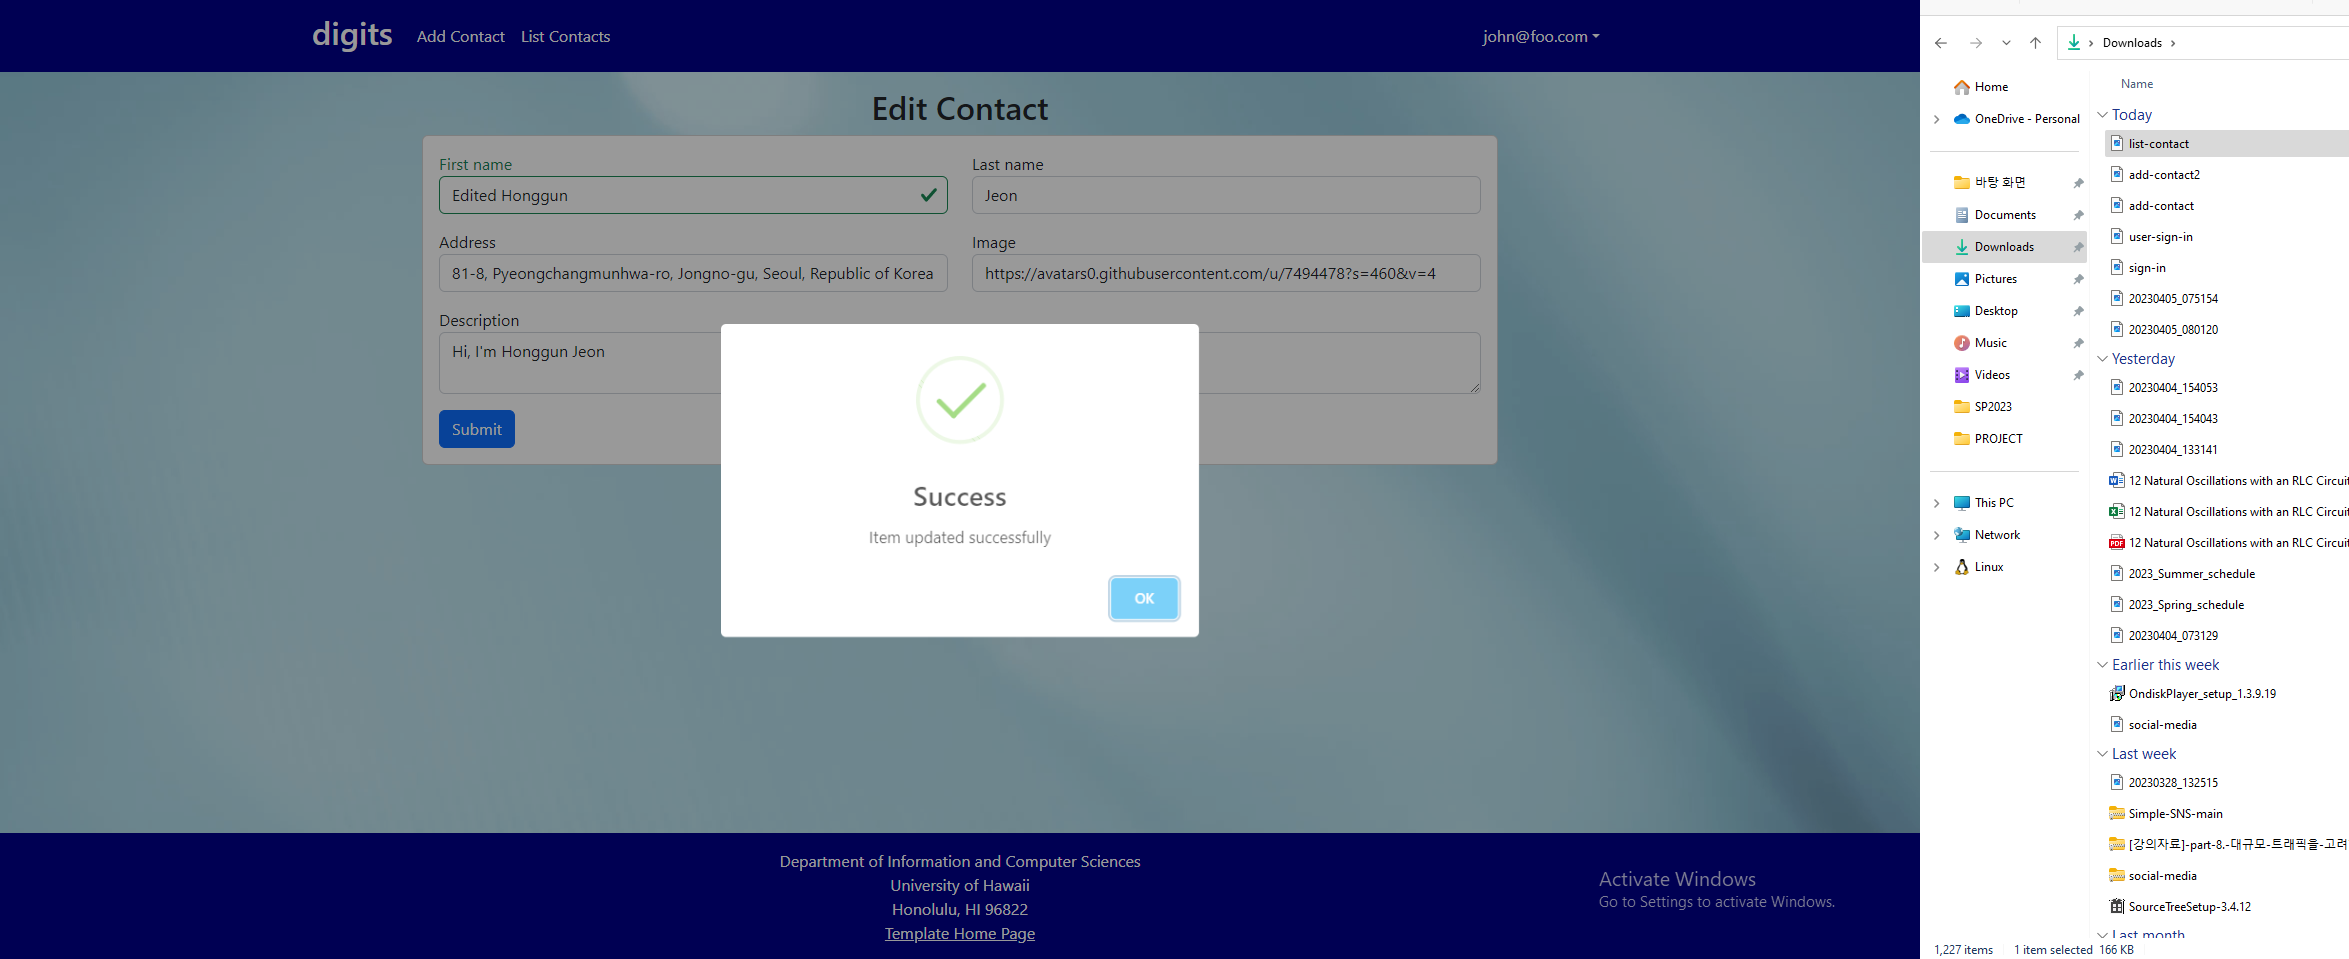 digits
Add Contact
List Contacts
john@foo.com
Edit Contact
First name
Last name
Edited Honggun
Jeon
Address
Image
81-8, Pyeongchangmunhwa-ro, Jongno-gu, Seoul, Republic of Korea
https://avatars0.githubusercontent.com/u/7494478?s=460&v=4
Description
Hi, I'm Honggun Jeon
Submit
Success
Item updated successfully
OK
Department of Information and Computer Sciences
University of Hawaii
Honolulu, HI 96822
Template Home Page
Activate Windows
Go to Settings to activate Windows.
Downloads
Home
OneDrive - Personal
바탕 화면
Documents
Downloads
Pictures
Desktop
Music
Videos
SP2023
PROJECT
This PC
Network
Linux
Name
Today
list-contact
add-contact2
add-contact
user-sign-in
sign-in
20230405_075154
20230405_080120
Yesterday
20230404_154053
20230404_154043
20230404_133141
12 Natural Oscillations with an RLC Circuit
12 Natural Oscillations with an RLC Circuit
12 Natural Oscillations with an RLC Circuit
2023_Summer_schedule
2023_Spring_schedule
20230404_073129
Earlier this week
OndiskPlayer_setup_1.3.9.19
social-media
Last week
20230328_132515
Simple-SNS-main
[강의자료]-part-8.-대규모-트래픽을-고려
social-media
SourceTreeSetup-3.4.12
Last month
1,227 items
1 item selected 166 KB